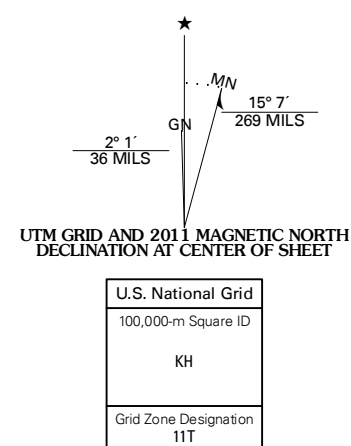 MN
GN
15° 7´
269 MILS
2° 1´
36 MILS
UTM GRID AND 2011 MAGNETIC NORTH
DECLINATION AT CENTER OF SHEET
U.S. National Grid
100,000-m Square ID
KH
Grid Zone Designation
11T